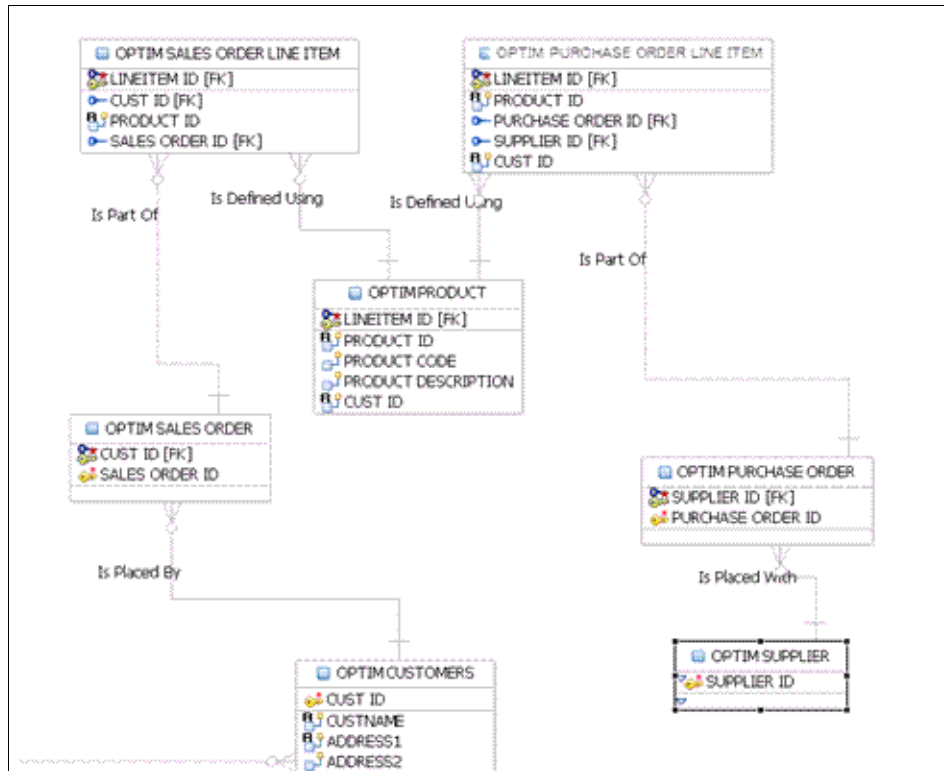 OPTIM SALES ORDER LINE ITEM
LINEITEM ID [FK]
CUST ID [FK]
PRODUCT ID
SALES ORDER ID [FK]
OPTIM PURCHASE ORDER LINE ITEM
LINEITEM ID [FK]
PRODUCT ID
PURCHASE ORDER ID [FK]
SUPPLIER ID [FK]
CUST ID
Is Part Of
Is Defined Using
Is Defined Using
Is Part Of
OPTIM PRODUCT
LINEITEM ID [FK]
PRODUCT ID
PRODUCT CODE
PRODUCT DESCRIPTION
CUST ID
OPTIM SALES ORDER
CUST ID [FK]
SALES ORDER ID
OPTIM PURCHASE ORDER
SUPPLIER ID [FK]
PURCHASE ORDER ID
Is Placed By
Is Placed With
OPTIM CUSTOMERS
CUST ID
CUSTNAME
ADDRESS1
ADDRESS2
OPTIM SUPPLIER
SUPPLIER ID